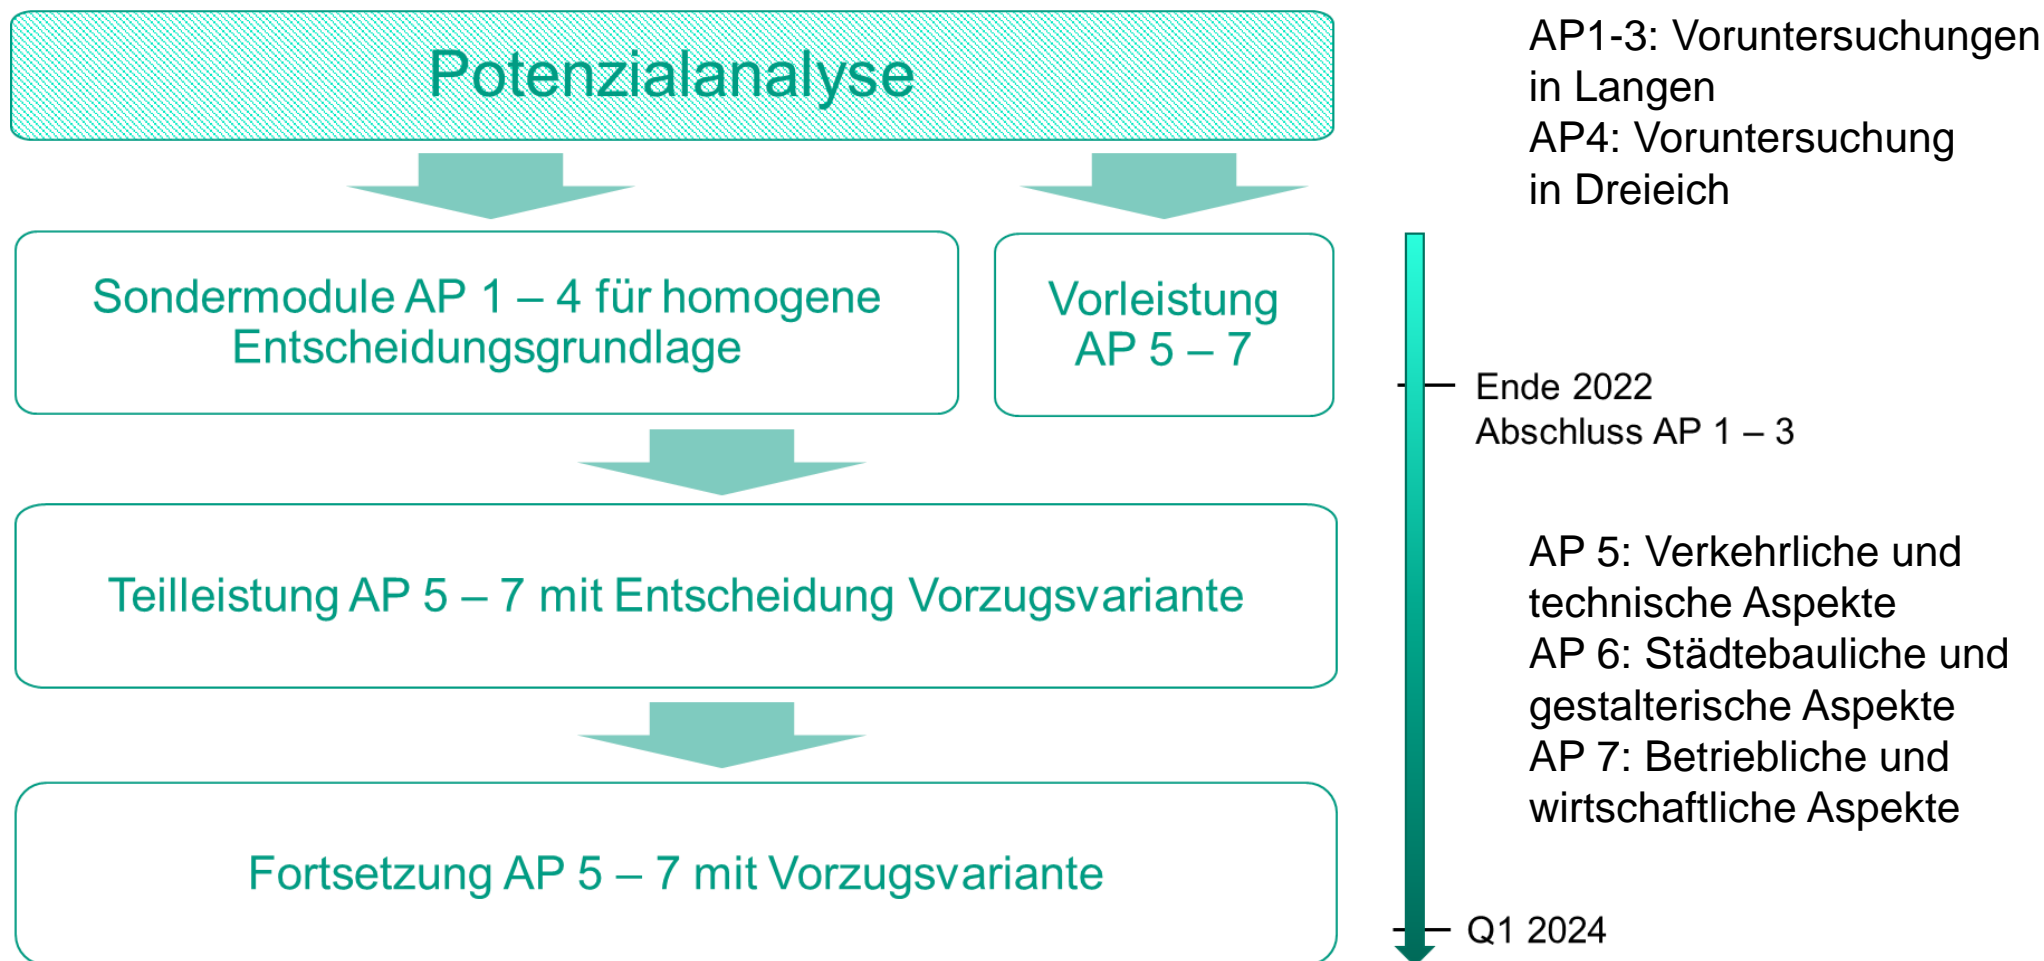 Potenzialanalyse
AP1-3: Voruntersuchungen
in Langen
AP4: Voruntersuchung
in Dreieich
Sondermodule AP 1 – 4 für homogene
Entscheidungsgrundlage
Vorleistung
AP 5 – 7
Ende 2022
Abschluss AP 1 – 3
Teilleistung AP 5 – 7 mit Entscheidung Vorzugsvariante
AP 5: Verkehrliche und
technische Aspekte
AP 6: Städtebauliche und
gestalterische Aspekte
AP 7: Betriebliche und
wirtschaftliche Aspekte
Fortsetzung AP 5 – 7 mit Vorzugsvariante
Q1 2024